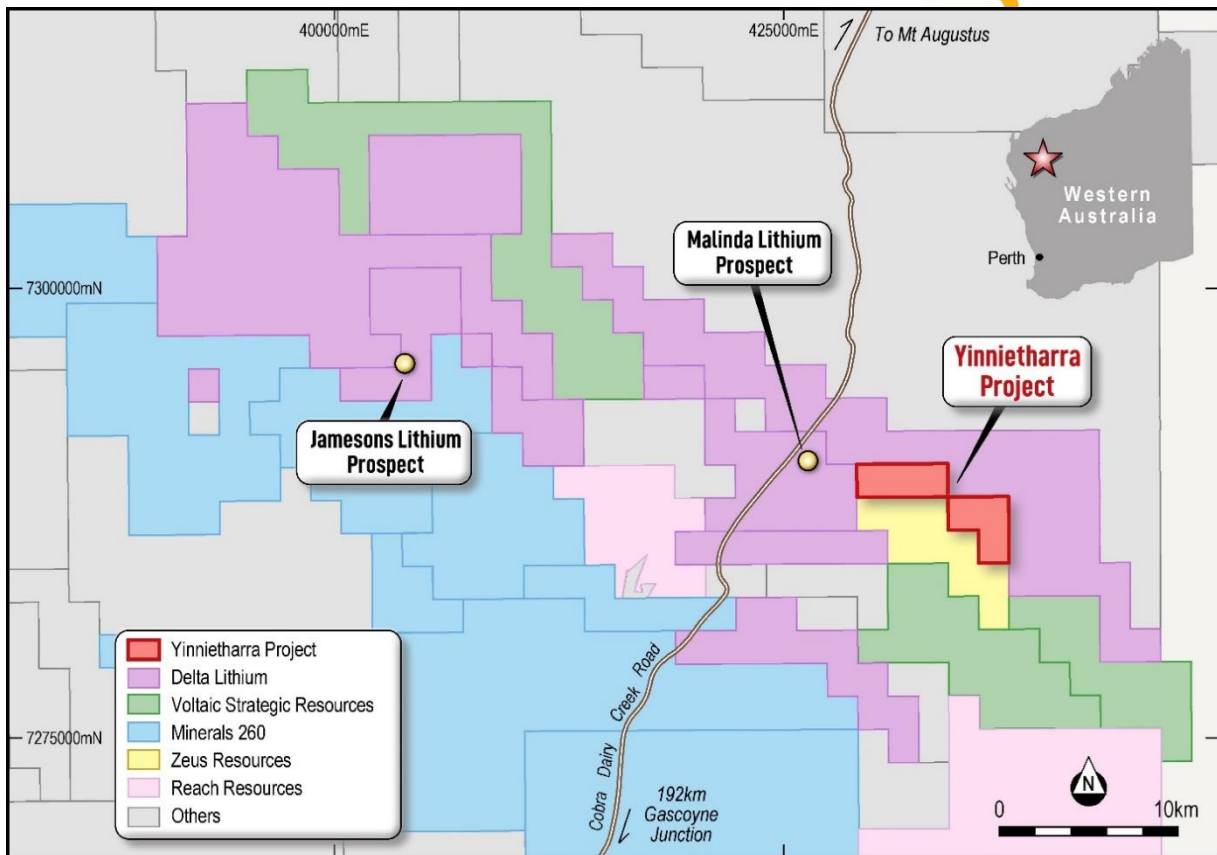 400000mE
425000mE
To Mt Augustus
Western
Australia
Perth
7300000mN
Malinda Lithium
Prospect
Yinnietharra
Project
Jamesons Lithium
Prospect
Yinnietharra Project
Delta Lithium
Voltaic Strategic Resources
Minerals 260
Zeus Resources
Reach Resources
Others
7275000mN
Cobra Dairy Creek Road
192km
Gascoyne
Junction
N
0 10km